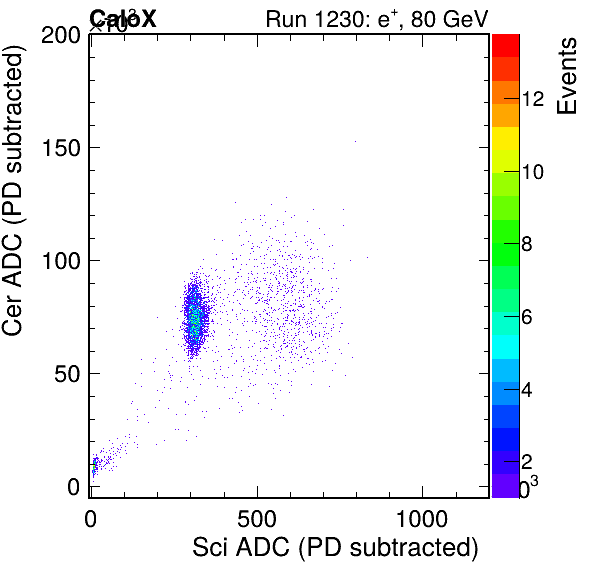 CaloX Run 1230: e+, 80 GeV
×10³
200
150
100
50
0
0 500 1000
Sci ADC (PD subtracted)
Cer ADC (PD subtracted)
Events
12
10
8
6
4
2
0